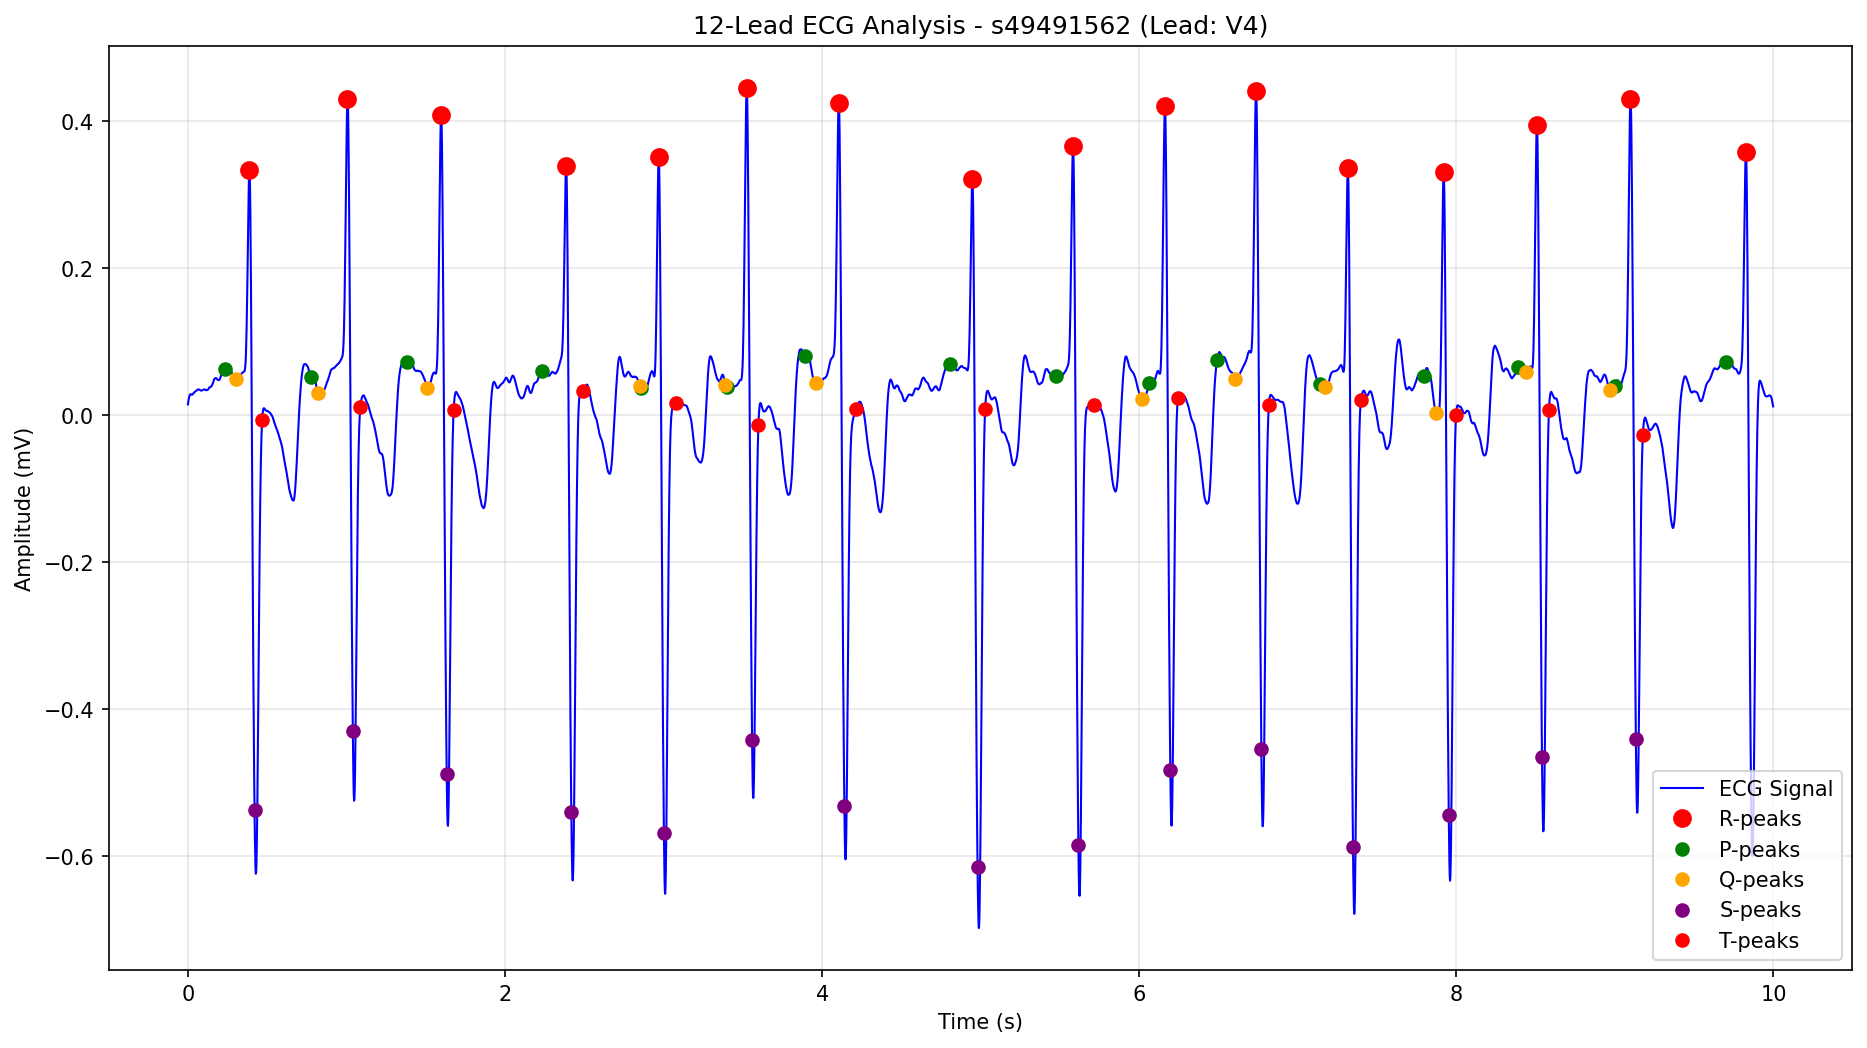 12-Lead ECG Analysis - s49491562 (Lead: V4)
Amplitude (mV)
0.4
0.2
0.0
−0.2
−0.4
−0.6
0
2
4
6
8
10
Time (s)
ECG Signal
R-peaks
P-peaks
Q-peaks
S-peaks
T-peaks